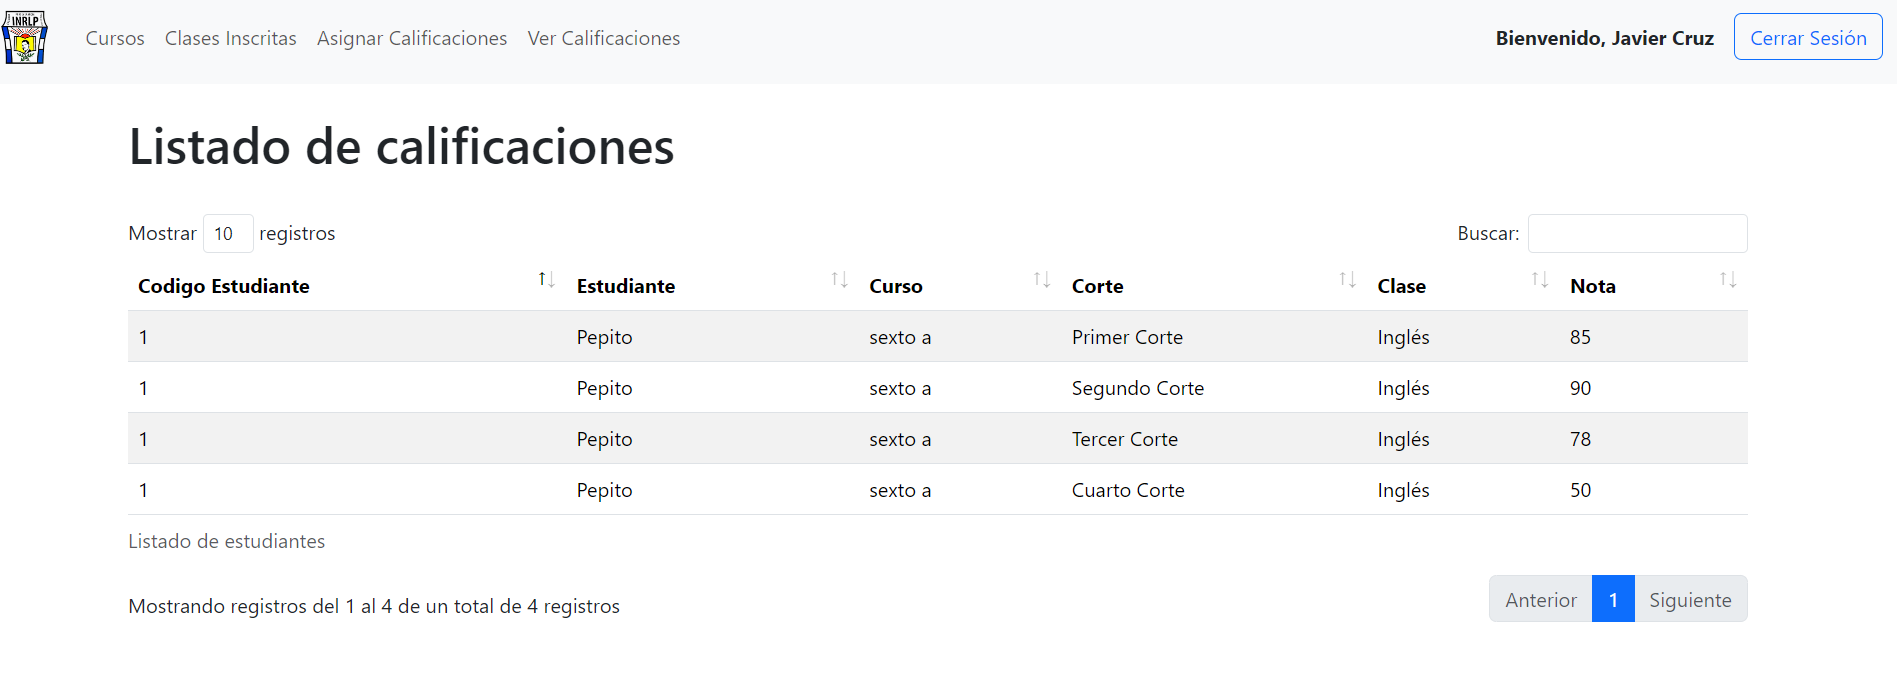 INRLP
Cursos Clases Inscritas Asignar Calificaciones Ver Calificaciones Bienvenido, Javier Cruz Cerrar Sesión
Listado de calificaciones
Mostrar 10 registros Buscar:
Codigo Estudiante Estudiante Curso Corte Clase Nota
1 Pepito sexto a Primer Corte Inglés 85
1 Pepito sexto a Segundo Corte Inglés 90
1 Pepito sexto a Tercer Corte Inglés 78
1 Pepito sexto a Cuarto Corte Inglés 50
Listado de estudiantes
Mostrando registros del 1 al 4 de un total de 4 registros Anterior 1 Siguiente